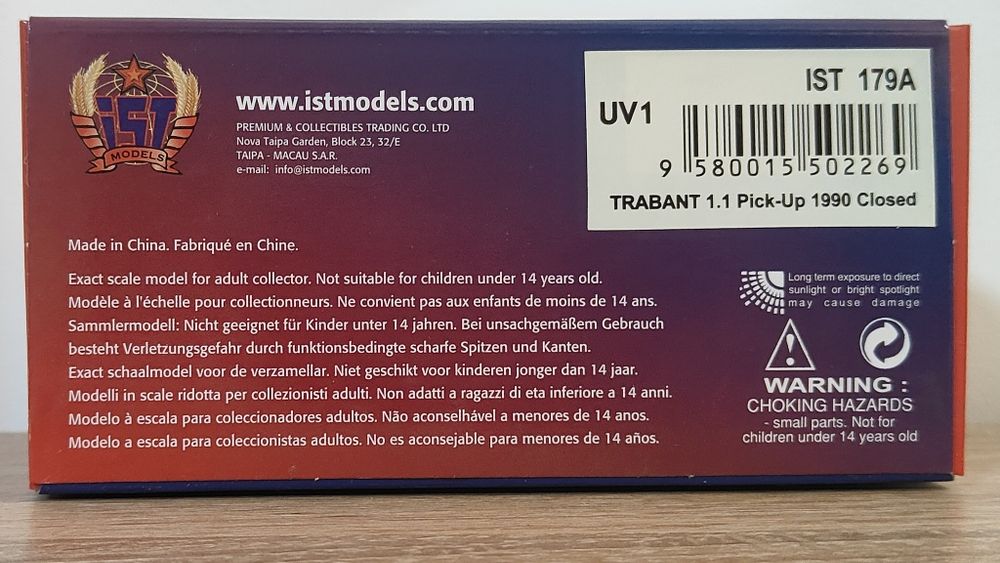 iST
MODELS
www.istmodels.com
PREMIUM & COLLECTIBLES TRADING CO. LTD
Nova Taipa Garden, Block 23, 32/E
TAIPA - MACAU S.A.R.
e-mail: info@istmodels.com
IST 179A
UV1
9 580015 502269
TRABANT 1.1 Pick-Up 1990 Closed
Made in China. Fabriqué en Chine.
Exact scale model for adult collector. Not suitable for children under 14 years old.
Modèle à l'échelle pour collectionneurs. Ne convient pas aux enfants de moins de 14 ans.
Sammlermodell: Nicht geeignet für Kinder unter 14 jahren. Bei unsachgemäßem Gebrauch
besteht Verletzungsgefahr durch funktionsbedingte scharfe Spitzen und Kanten.
Exact schaalmodel voor de verzamellar. Niet geschikt voor kinderen jonger dan 14 jaar.
Modelli in scale ridotta per collezionisti adulti. Non adatti a ragazzi di eta inferiore a 14 anni.
Modelo à escala para coleccionadores adultos. Não aconselhável a menores de 14 anos.
Modelo a escala para coleccionistas adultos. No es aconsejable para menores de 14 años.
Long term exposure to direct
sunlight or bright spotlight
may cause damage
WARNING :
CHOKING HAZARDS
- small parts. Not for
children under 14 years old